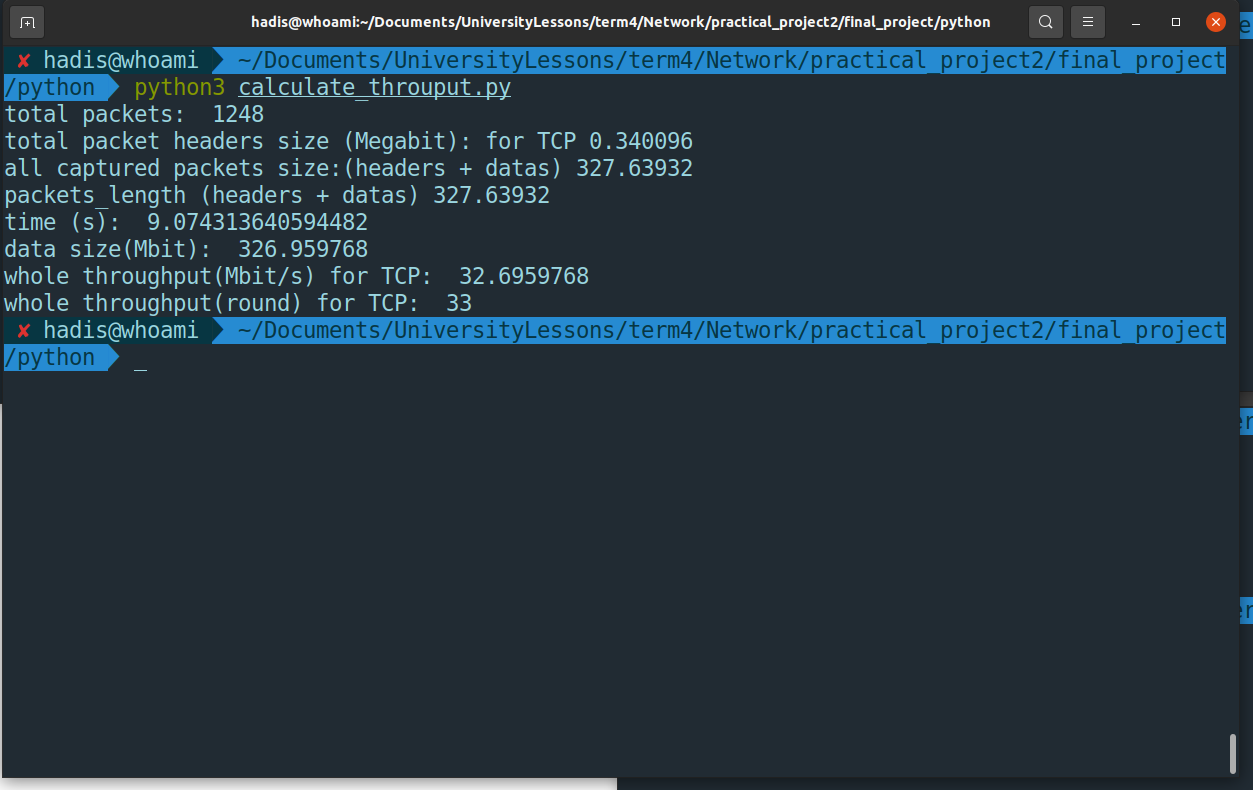 hadis@whoami:~/Documents/UniversityLessons/term4/Network/practical_project2/final_project/python
✘ hadis@whoami ~/Documents/UniversityLessons/term4/Network/practical_project2/final_project
/python python3 calculate_throuput.py
total packets:  1248
total packet headers size (Megabit): for TCP 0.340096
all captured packets size:(headers + datas) 327.63932
packets_length (headers + datas) 327.63932
time (s):  9.074313640594482
data size(Mbit):  326.959768
whole throughput(Mbit/s) for TCP:  32.6959768
whole throughput(round) for TCP:  33
✘ hadis@whoami ~/Documents/UniversityLessons/term4/Network/practical_project2/final_project
/python _